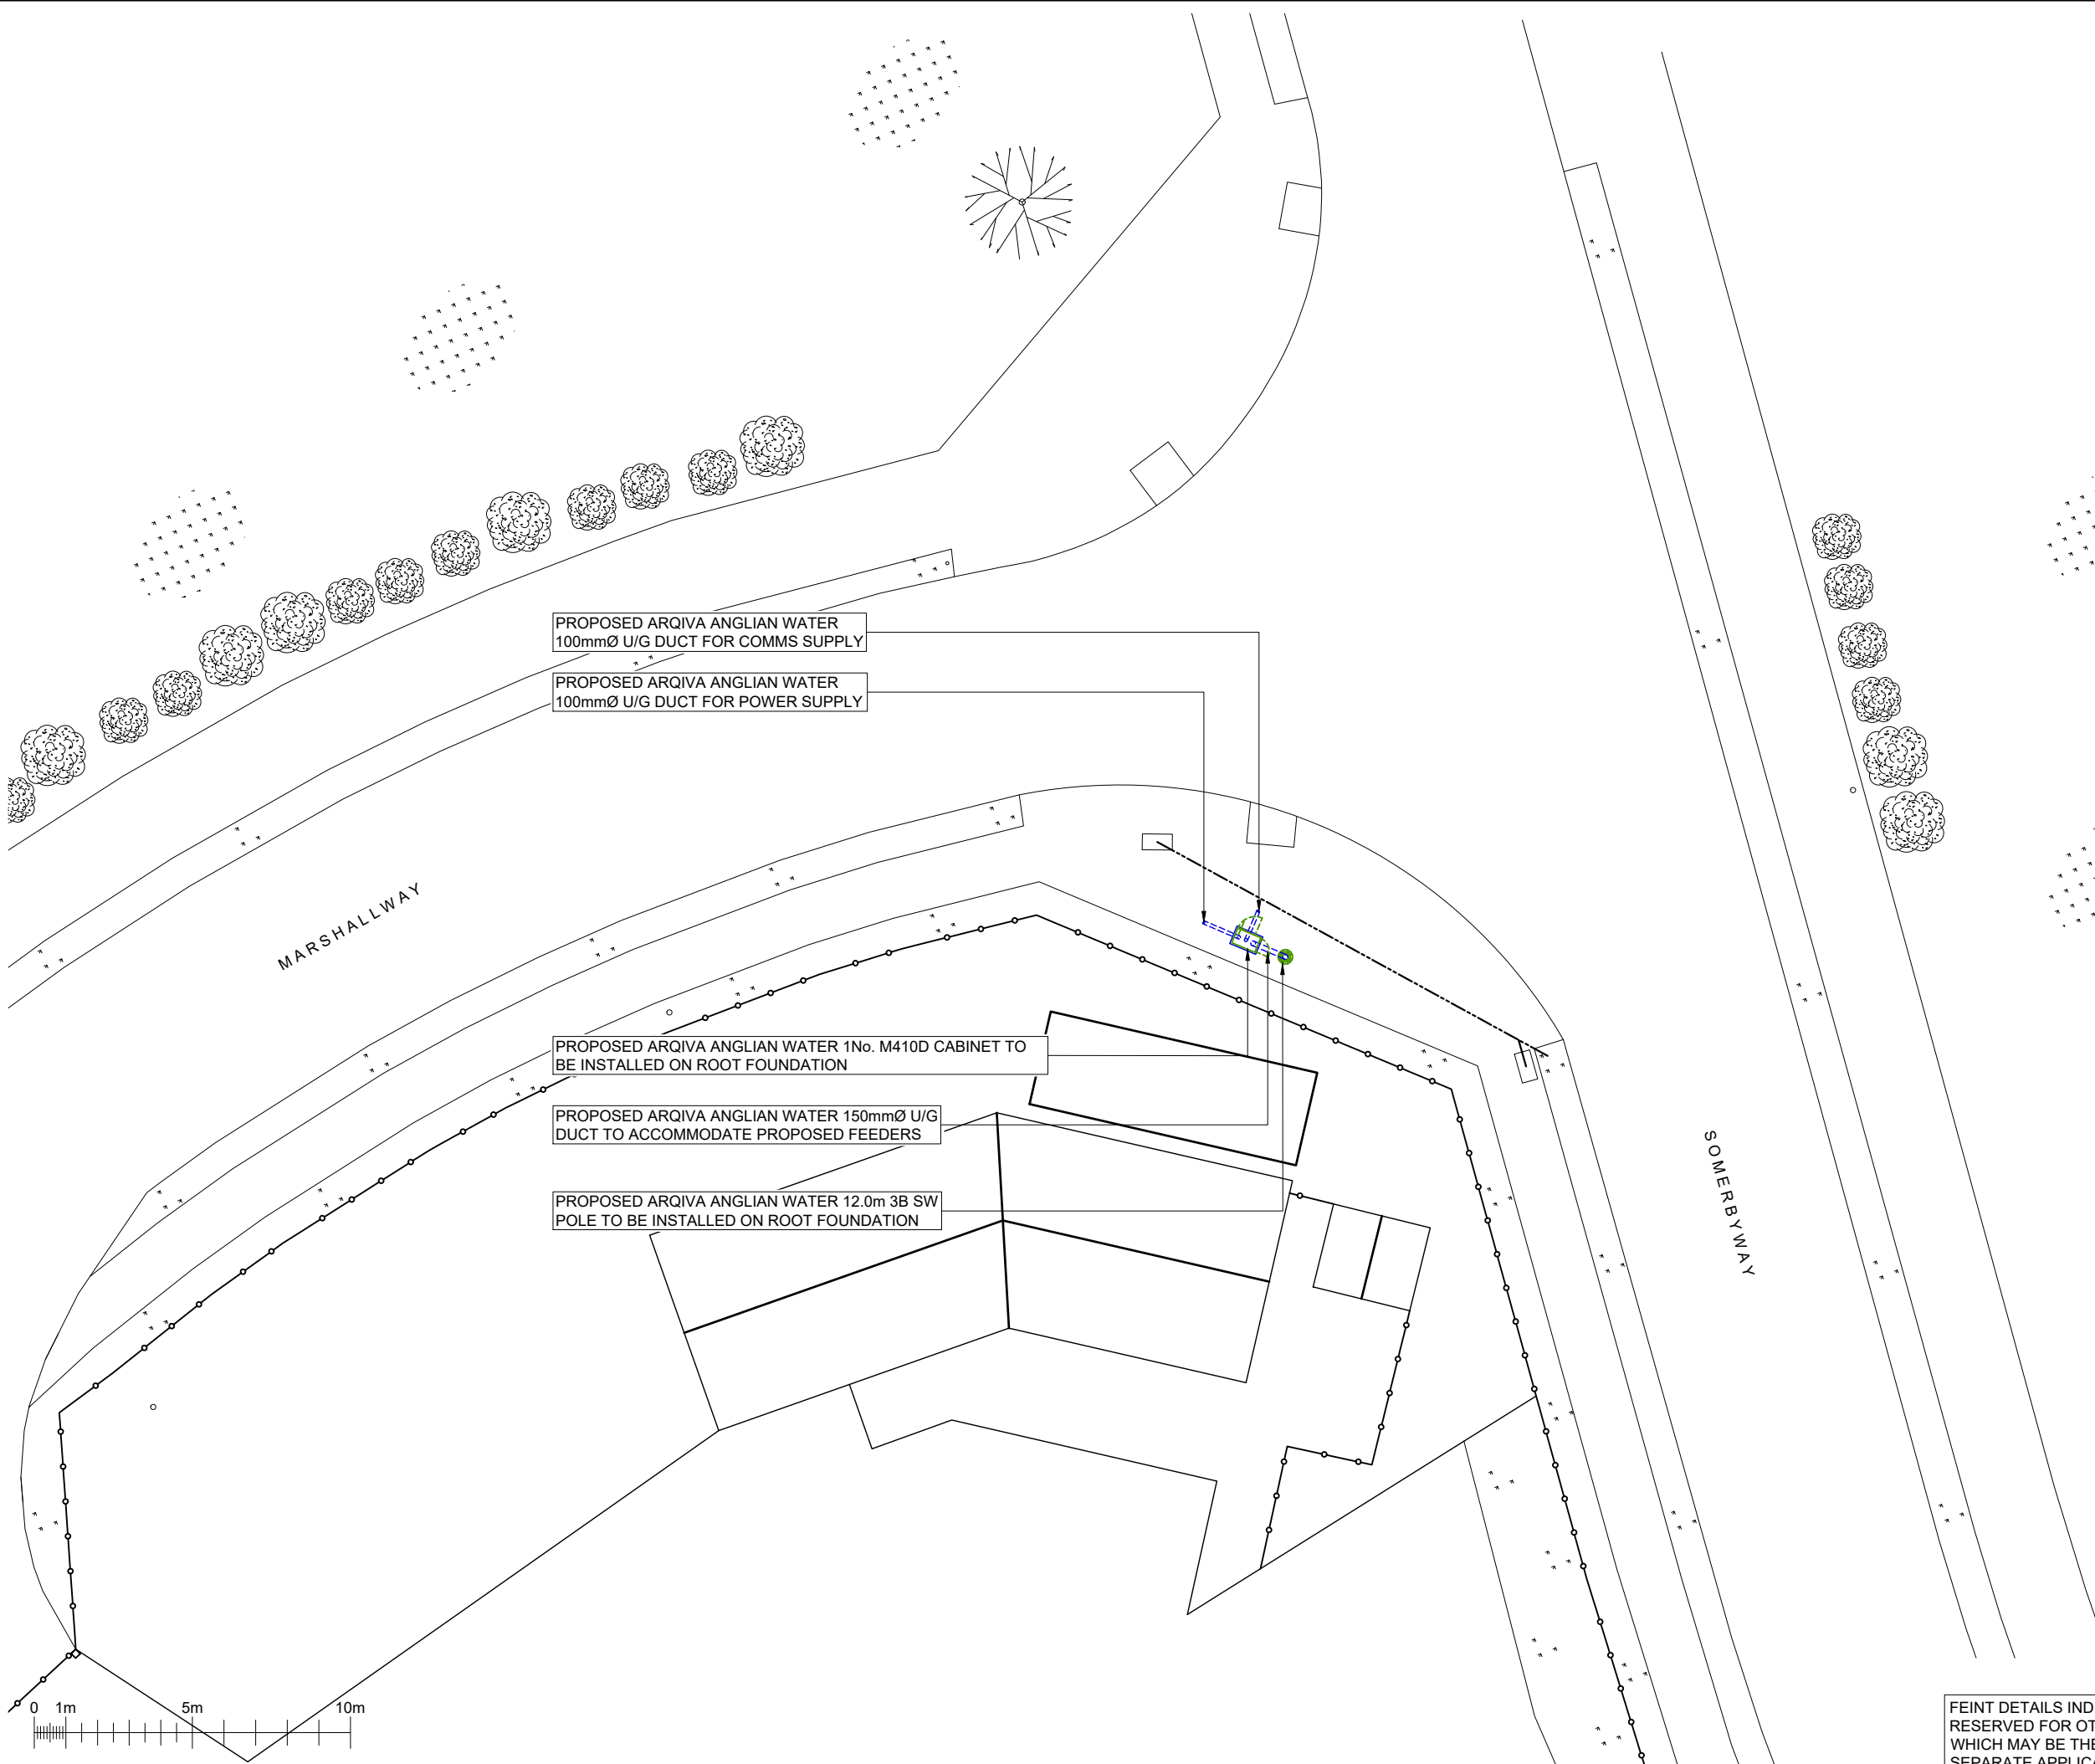 PROPOSED ARQIVA ANGLIAN WATER
100mmØ U/G DUCT FOR COMMS SUPPLY
PROPOSED ARQIVA ANGLIAN WATER
100mmØ U/G DUCT FOR POWER SUPPLY
MARSHALLWAY
PROPOSED ARQIVA ANGLIAN WATER 1No. M410D CABINET TO
BE INSTALLED ON ROOT FOUNDATION
PROPOSED ARQIVA ANGLIAN WATER 150mmØ U/G
DUCT TO ACCOMMODATE PROPOSED FEEDERS
PROPOSED ARQIVA ANGLIAN WATER 12.0m 3B SW
POLE TO BE INSTALLED ON ROOT FOUNDATION
SOMERBYWAY
0 1m 5m 10m
FEINT DETAILS IND
RESERVED FOR OT
WHICH MAY BE THE
SEPARATE APPLICA